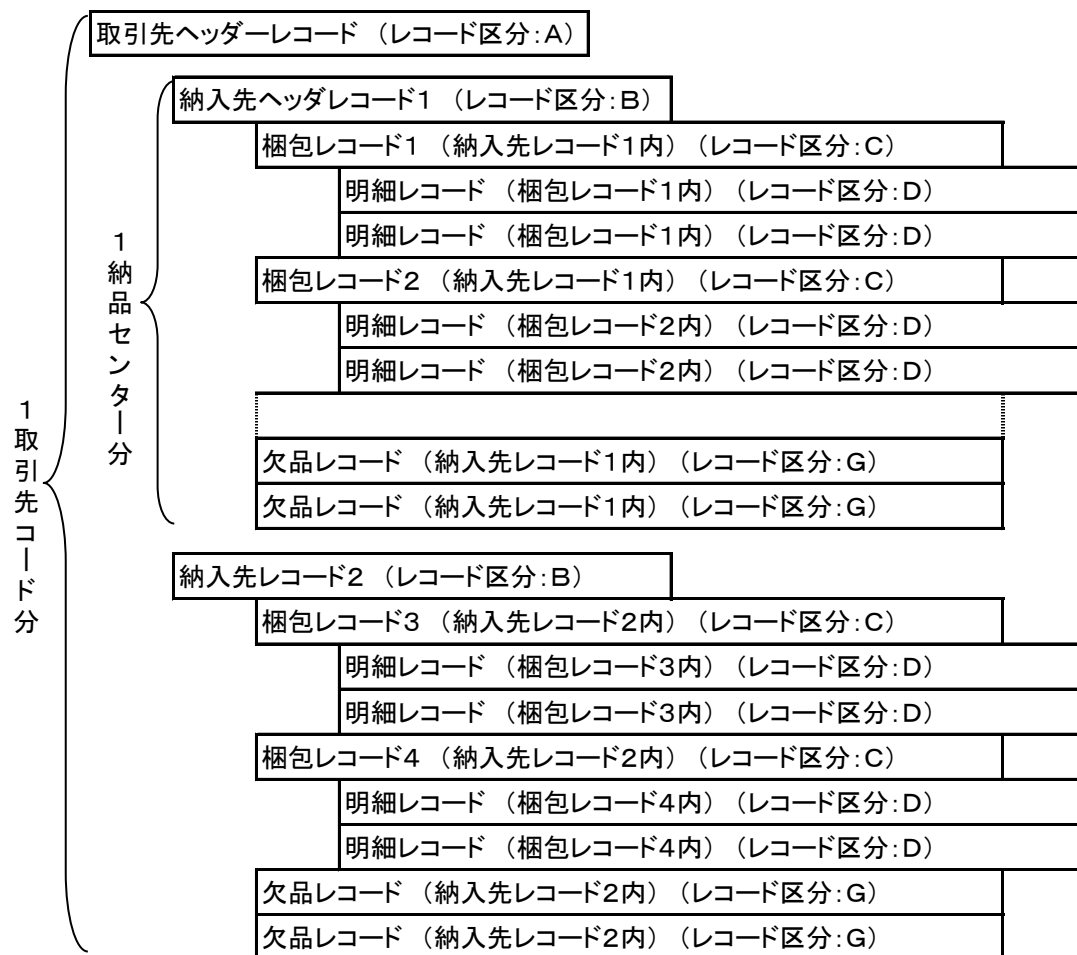 取引先ヘッダーレコード （レコード区分：A）
納入先ヘッダレコード１ （レコード区分：B）
梱包レコード１ （納入先レコード１内） （レコード区分：C）
明細レコード （梱包レコード１内） （レコード区分：D）
明細レコード （梱包レコード１内） （レコード区分：D）
梱包レコード２ （納入先レコード１内） （レコード区分：C）
明細レコード （梱包レコード２内） （レコード区分：D）
明細レコード （梱包レコード２内） （レコード区分：D）
欠品レコード （納入先レコード１内） （レコード区分：G）
欠品レコード （納入先レコード１内） （レコード区分：G）
１納品センター分
納入先レコード２ （レコード区分：B）
梱包レコード３ （納入先レコード２内） （レコード区分：C）
明細レコード （梱包レコード３内） （レコード区分：D）
明細レコード （梱包レコード３内） （レコード区分：D）
梱包レコード４ （納入先レコード２内） （レコード区分：C）
明細レコード （梱包レコード４内） （レコード区分：D）
明細レコード （梱包レコード４内） （レコード区分：D）
欠品レコード （納入先レコード２内） （レコード区分：G）
欠品レコード （納入先レコード２内） （レコード区分：G）
１取引先コード分